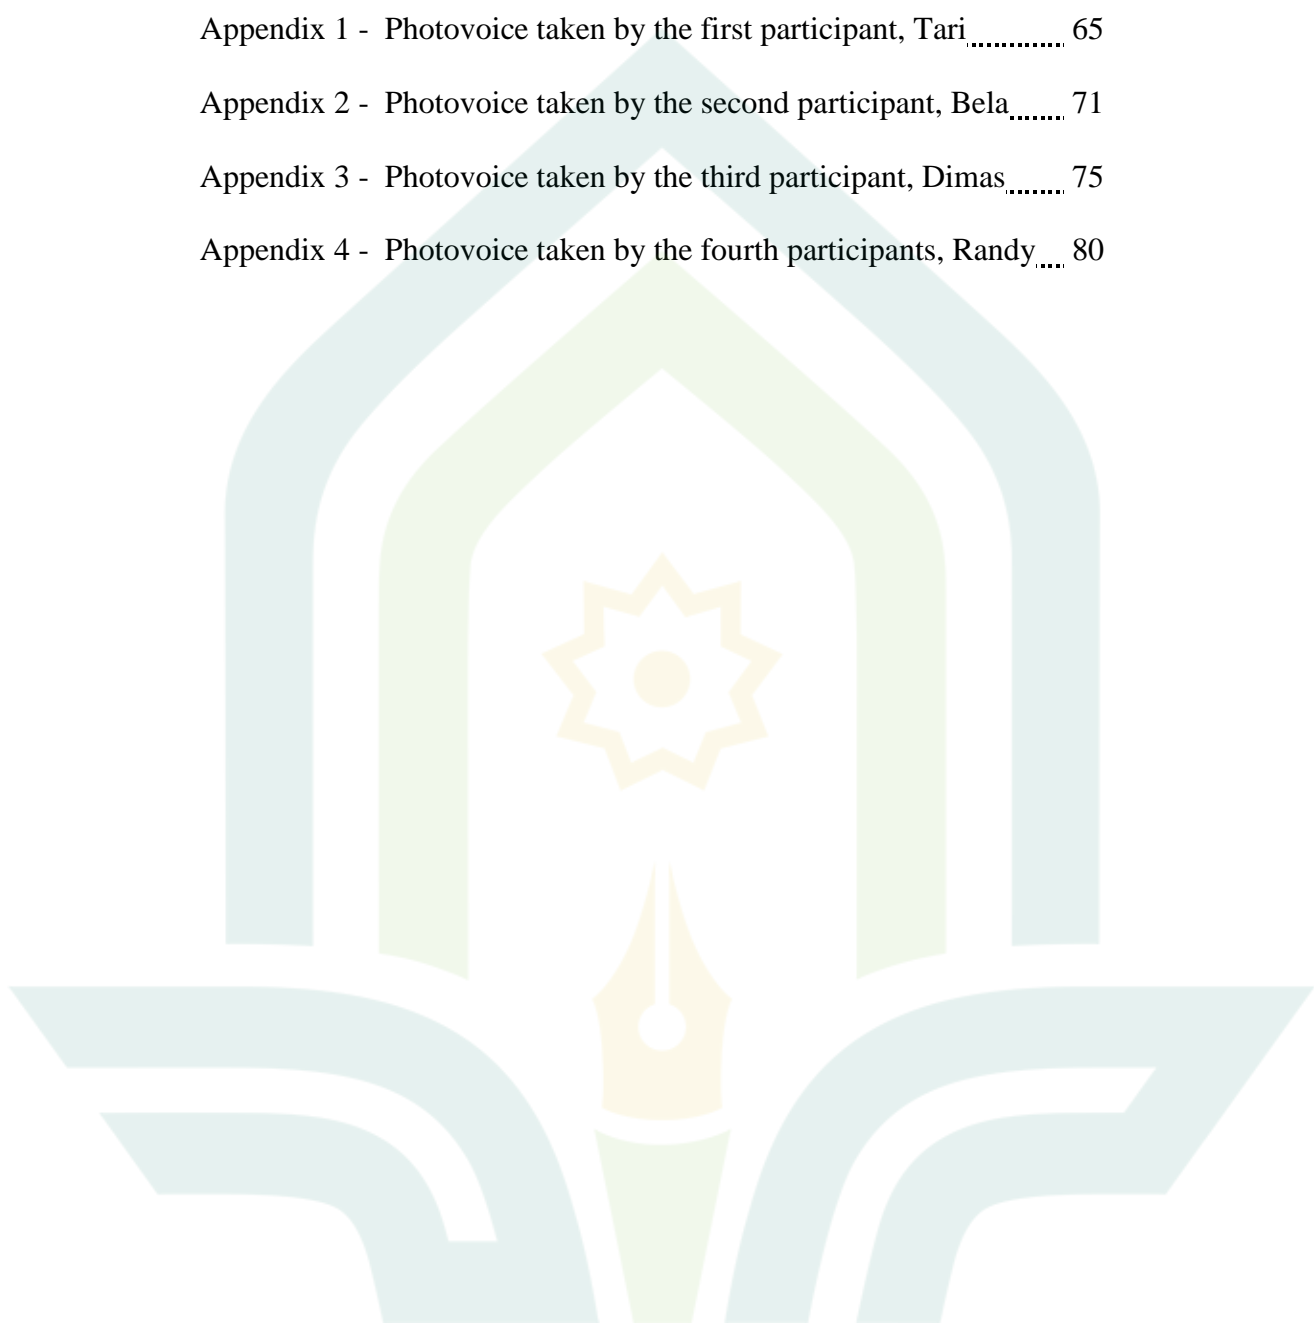 Appendix 1 - Photovoice taken by the first participant, Tari.......... 65
Appendix 2 - Photovoice taken by the second participant, Bela...... 71
Appendix 3 - Photovoice taken by the third participant, Dimas...... 75
Appendix 4 - Photovoice taken by the fourth participants, Randy... 80